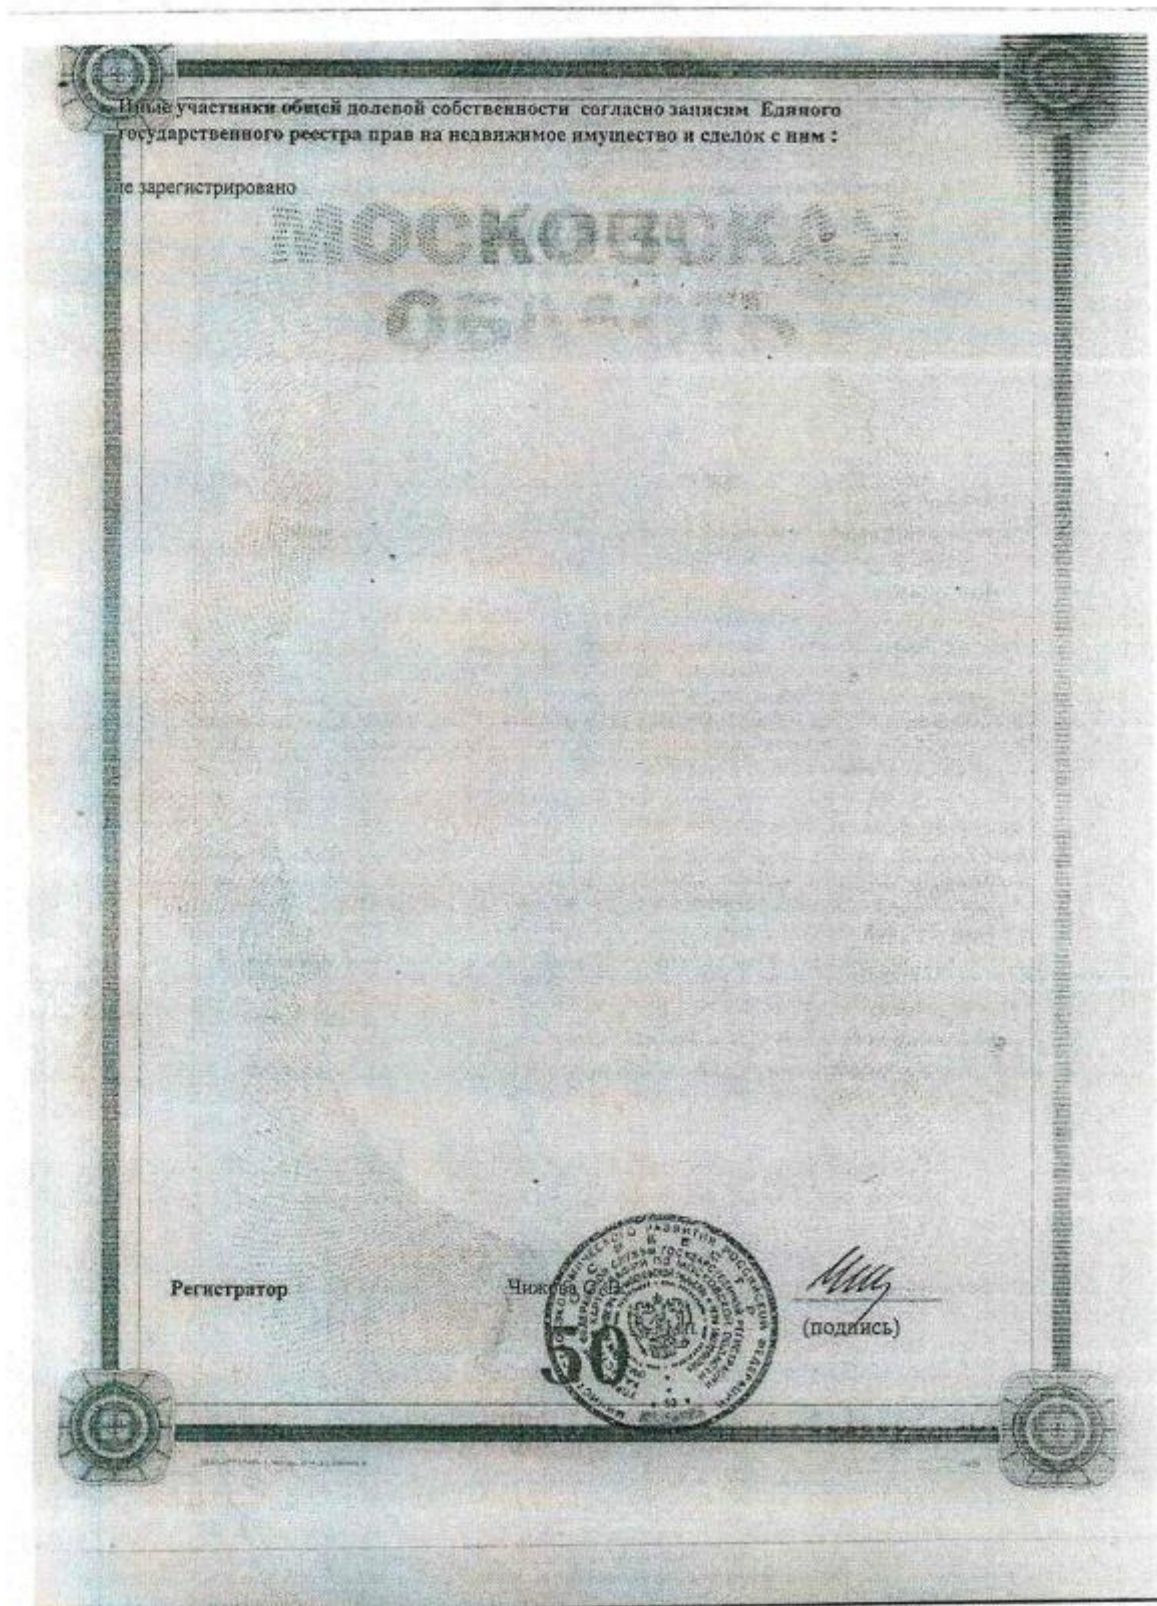 Иные участники общей долевой собственности согласно записям Единого
государственного реестра прав на недвижимое имущество и сделок с ним :
не зарегистрировано
МОСКОВСКАЯ
ОБЛАСТЬ
Регистратор
(подпись)
50